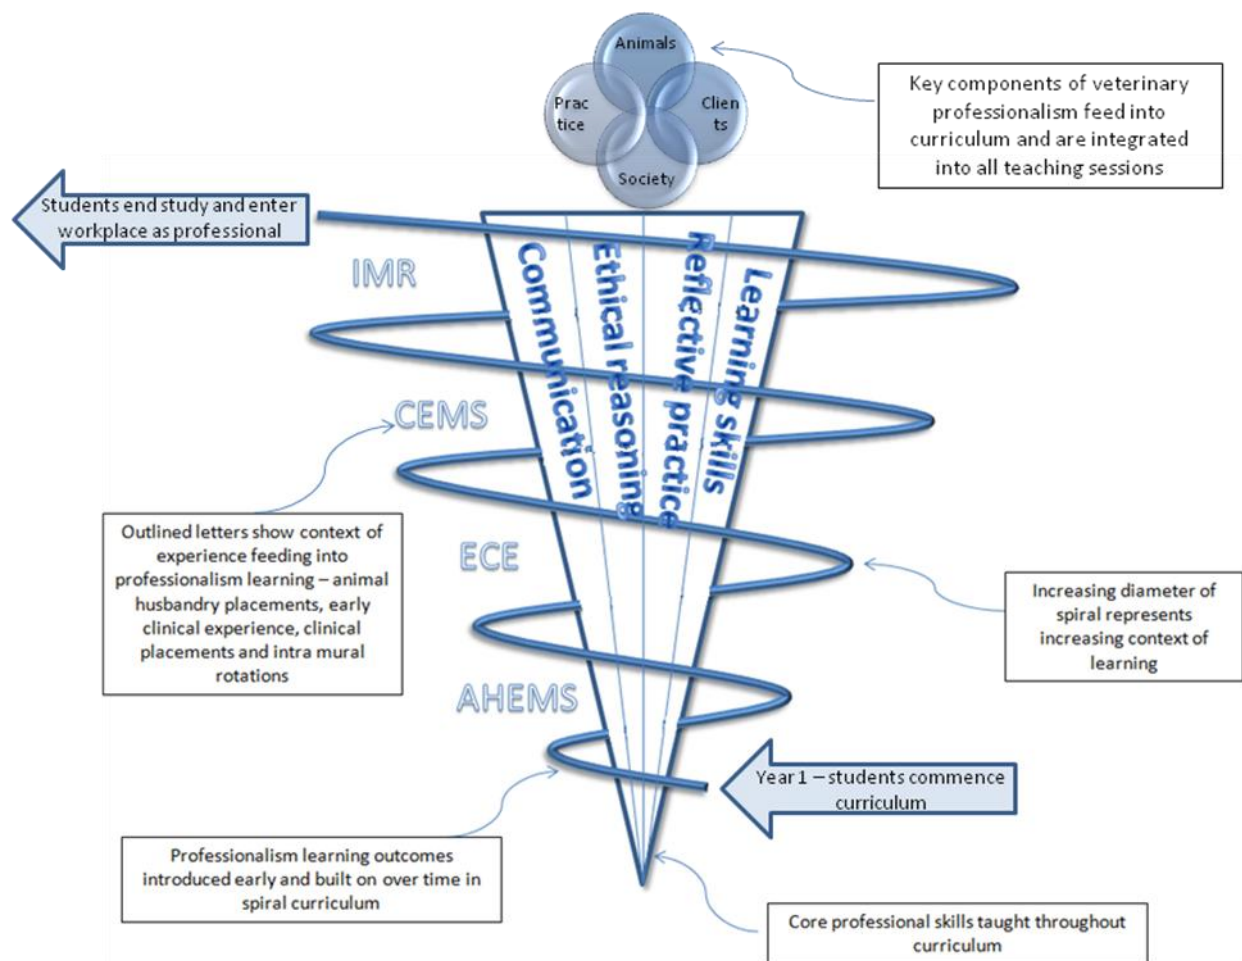 Animals
Prac
tice
Clien
ts
Society
Key components of veterinary
professionalism feed into
curriculum and are integrated
into all teaching sessions
Students end study and enter
workplace as professional
IMR
Communication
Ethical reasoning
Reflective practice
Learning skills
CEMS
Outlined letters show context of
experience feeding into
professionalism learning – animal
husbandry placements, early
clinical experience, clinical
placements and intra mural
rotations
ECE
Increasing diameter of
spiral represents
increasing context of
learning
AHEMS
Year 1 – students commence
curriculum
Professionalism learning outcomes
introduced early and built on over time in
spiral curriculum
Core professional skills taught throughout
curriculum